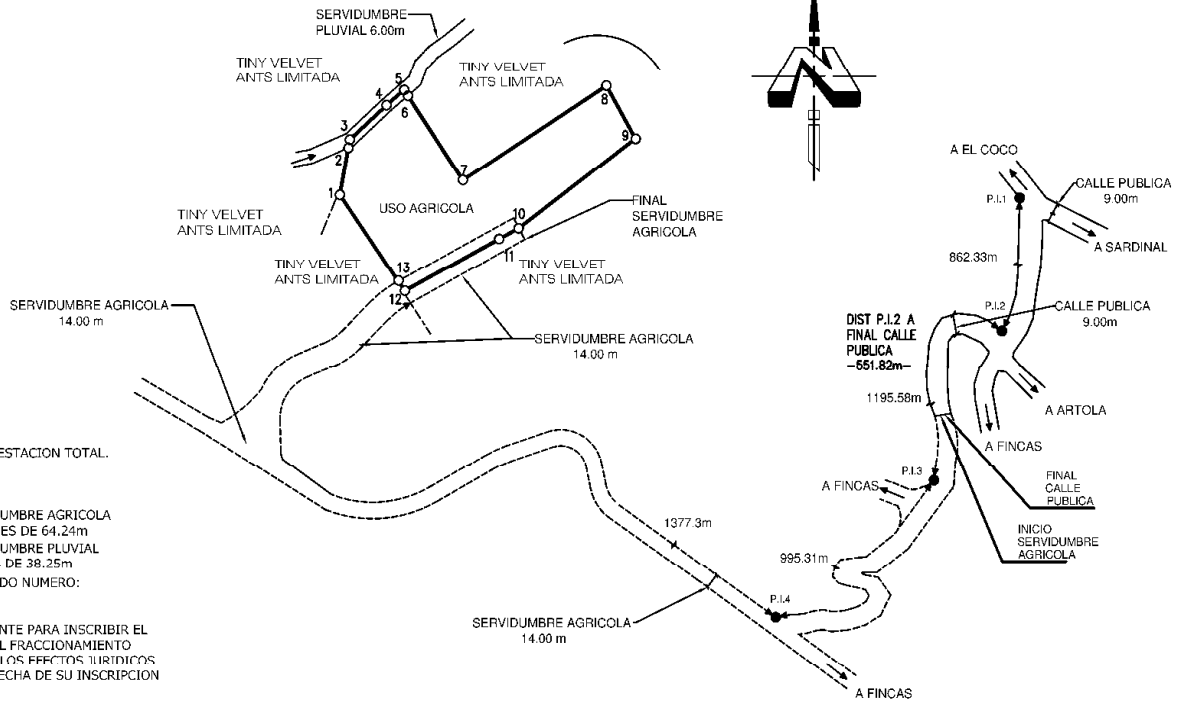 SERVIDUMBRE
PLUVIAL 6.00m
TINY VELVET
ANTS LIMITADA
TINY VELVET
ANTS LIMITADA
5
4
6
3
2
1
7
8
9
N
USO AGRICOLA
TINY VELVET
ANTS LIMITADA
10
11
FINAL
SERVIDUMBRE
AGRICOLA
TINY VELVET
ANTS LIMITADA
13
12
TINY VELVET
ANTS LIMITADA
SERVIDUMBRE AGRICOLA
14.00 m
SERVIDUMBRE AGRICOLA
14.00 m
A EL COCO
P.I.1
CALLE PUBLICA
9.00m
A SARDINAL
862.33m
P.I.2
CALLE PUBLICA
9.00m
DIST P.I.2 A
FINAL CALLE
PUBLICA
-551.82m-
1195.58m
A ARTOLA
A FINCAS
P.I.3
A FINCAS
FINAL
CALLE
PUBLICA
INICIO
SERVIDUMBRE
AGRICOLA
1377.3m
995.31m
P.I.4
SERVIDUMBRE AGRICOLA
14.00 m
A FINCAS
ESTACION TOTAL.
UMBRE AGRICOLA
ES DE 64.24m
UMBRE PLUVIAL
DE 38.25m
DO NUMERO:
NTE PARA INSCRIBIR EL
L FRACCIONAMIENTO
LOS EFECTOS JURIDICOS
ECHA DE SU INSCRIPCION